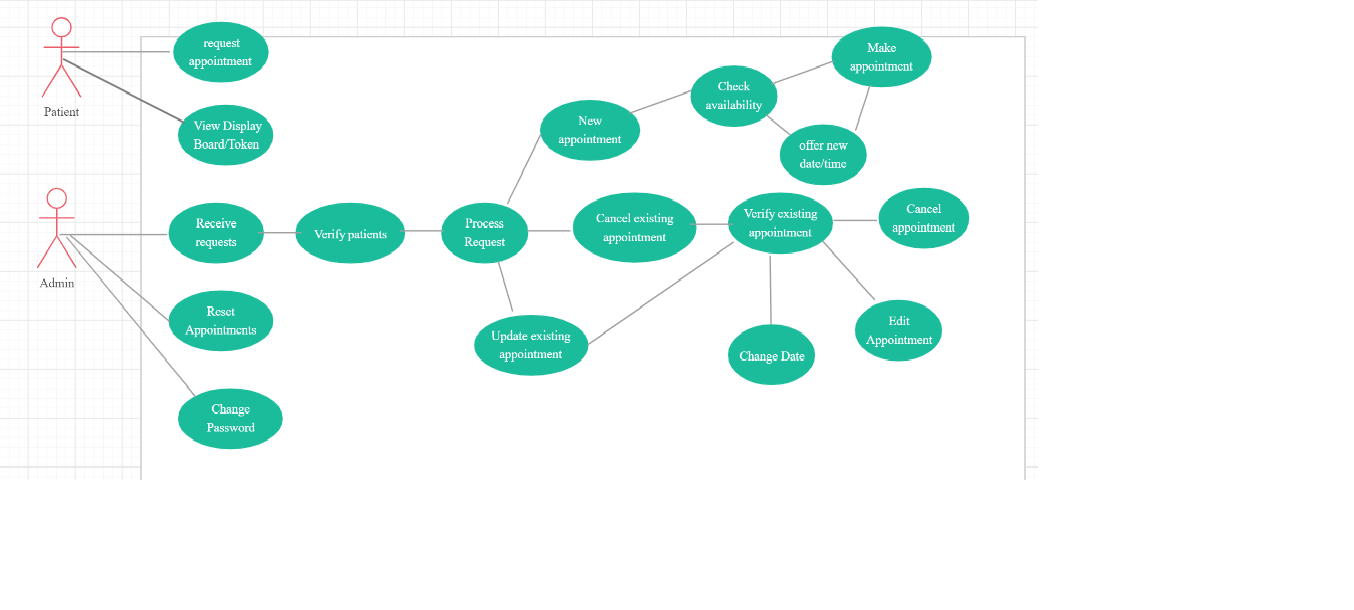 request
appointment
Patient
View Display
Board/Token
Make
appointment
Check
availability
New
appointment
offer new
date/time
Admin
Receive
requests
Verify patients
Process
Request
Cancel existing
appointment
Verify existing
appointment
Cancel
appointment
Reset
Appointments
Update existing
appointment
Change Date
Edit
Appointment
Change
Password